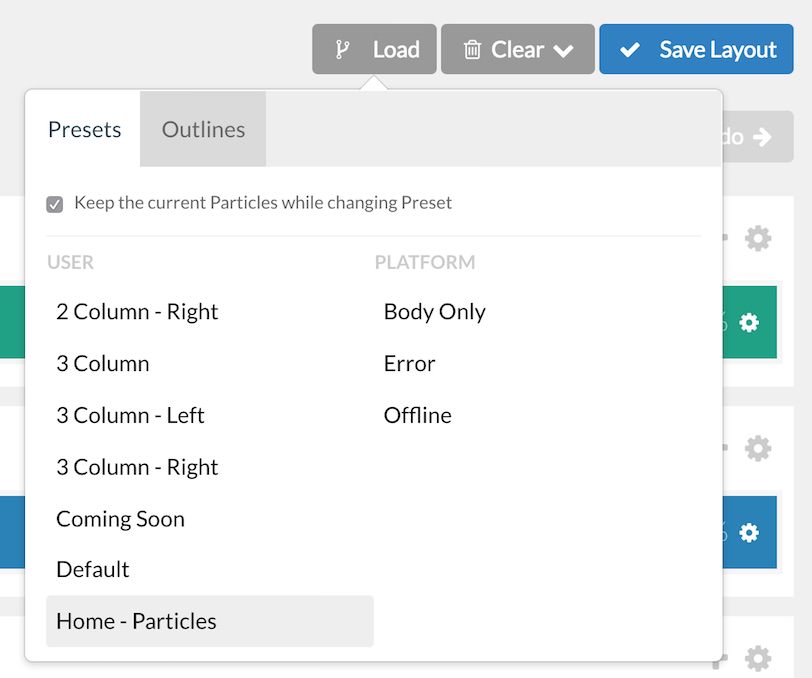 Load
Clear
Save Layout
Presets
Outlines
do
Keep the current Particles while changing Preset
USER
PLATFORM
2 Column - Right
Body Only
3 Column
Error
3 Column - Left
Offline
3 Column - Right
Coming Soon
Default
Home - Particles